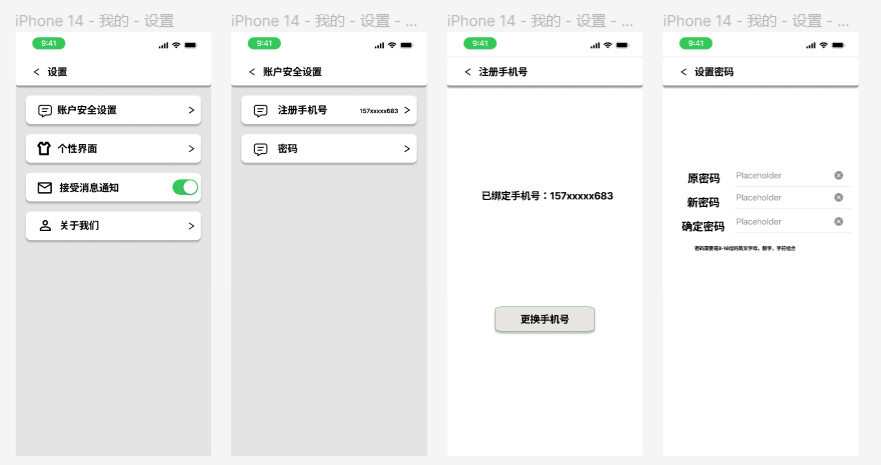 iPhone 14 - 我的 - 设置
9:41
< 设置
账户安全设置 >
个性界面 >
接受消息通知
关于我们 >
iPhone 14 - 我的 - 设置 - ...
9:41
< 账户安全设置
注册手机号 157xxxxx683 >
密码 >
iPhone 14 - 我的 - 设置 - ...
9:41
< 注册手机号
已绑定手机号：157xxxxx683
更换手机号
iPhone 14 - 我的 - 设置 - ...
9:41
< 设置密码
原密码 Placeholder
新密码 Placeholder
确定密码 Placeholder
密码需要是8-16位的英文字母、数字、字符组合